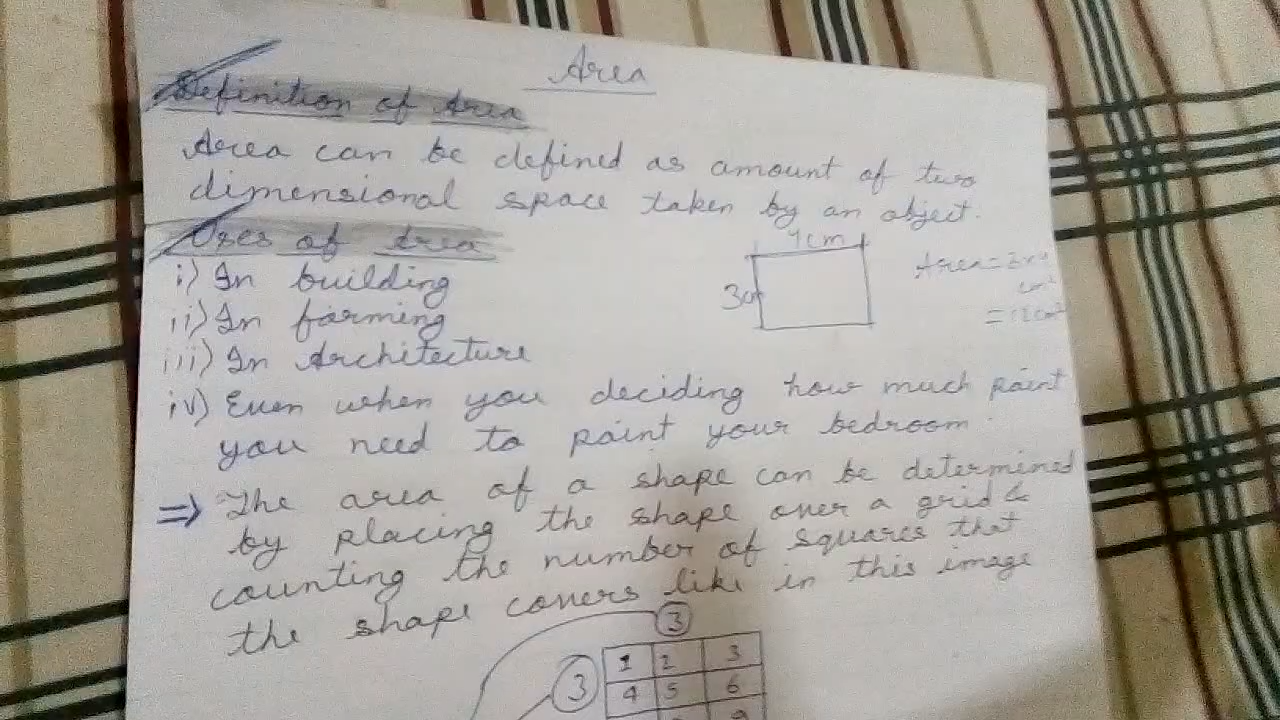 Area
Definition of Area
Area can be defined as amount of two
dimensional space taken by an object.
Uses of Area
i) In building
4cm
3cm
Area =
cm²
= 12cm²
ii) In farming
iii) In Architecture
iv) Even when you deciding how much paint
you need to paint your bedroom.
⇒ The area of a shape can be determined
by placing the shape over a grid &
counting the number of squares that
the shape covers like in this image
3
3
1 2 3
4 5 6
9